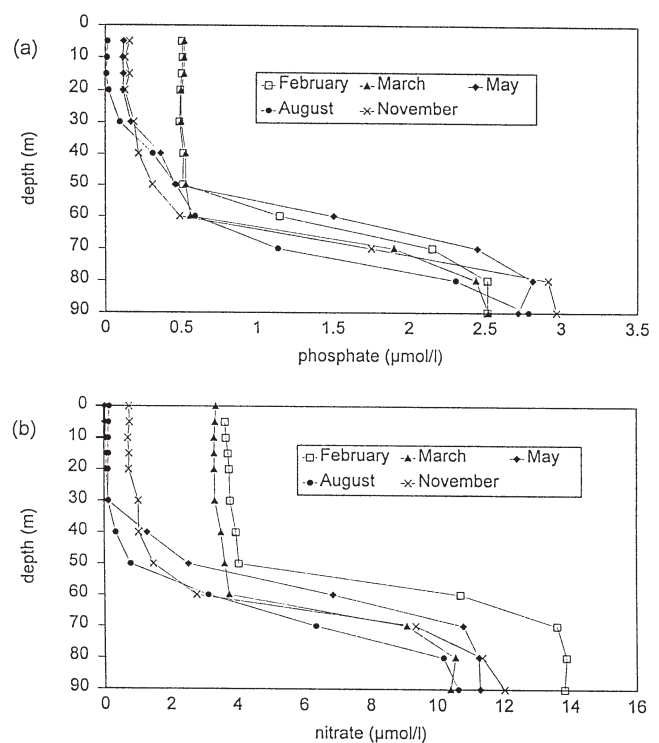 (a)
0
10
20
30
40
50
60
70
80
90
depth (m)
February March May
August November
0 0.5 1 1.5 2 2.5 3 3.5
phosphate (µmol/l)
(b)
0
10
20
30
40
50
60
70
80
90
depth (m)
February March May
August November
0 2 4 6 8 10 12 14 16
nitrate (µmol/l)